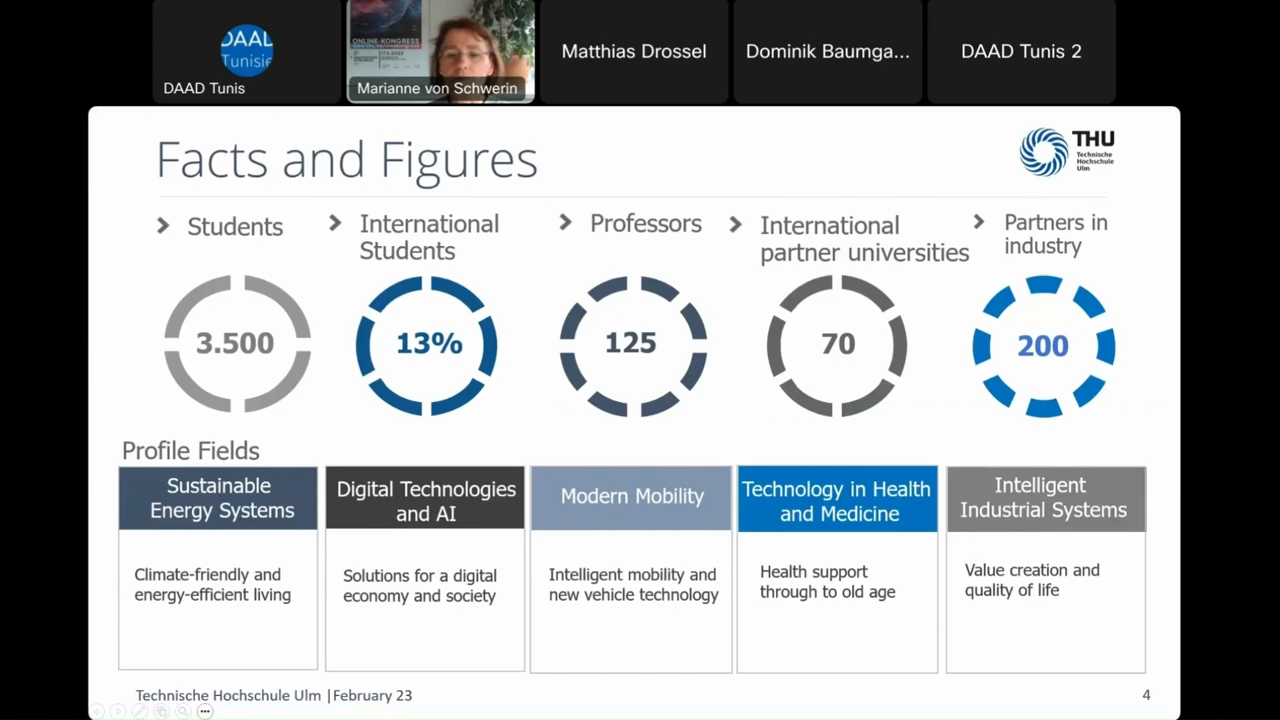 DAAD
Tunisie
DAAD Tunis
ONLINE-KONGRESS
Marianne von Schwerin
Matthias Drossel
Dominik Baumga...
DAAD Tunis 2
Facts and Figures
THU
Technische
Hochschule
Ulm
Students
International
Students
Professors
International
partner universities
Partners in
industry
3.500
13%
125
70
200
Profile Fields
Sustainable
Energy Systems
Climate-friendly and
energy-efficient living
Digital Technologies
and AI
Solutions for a digital
economy and society
Modern Mobility
Intelligent mobility and
new vehicle technology
Technology in Health
and Medicine
Health support
through to old age
Intelligent
Industrial Systems
Value creation and
quality of life
Technische Hochschule Ulm |February 23
4